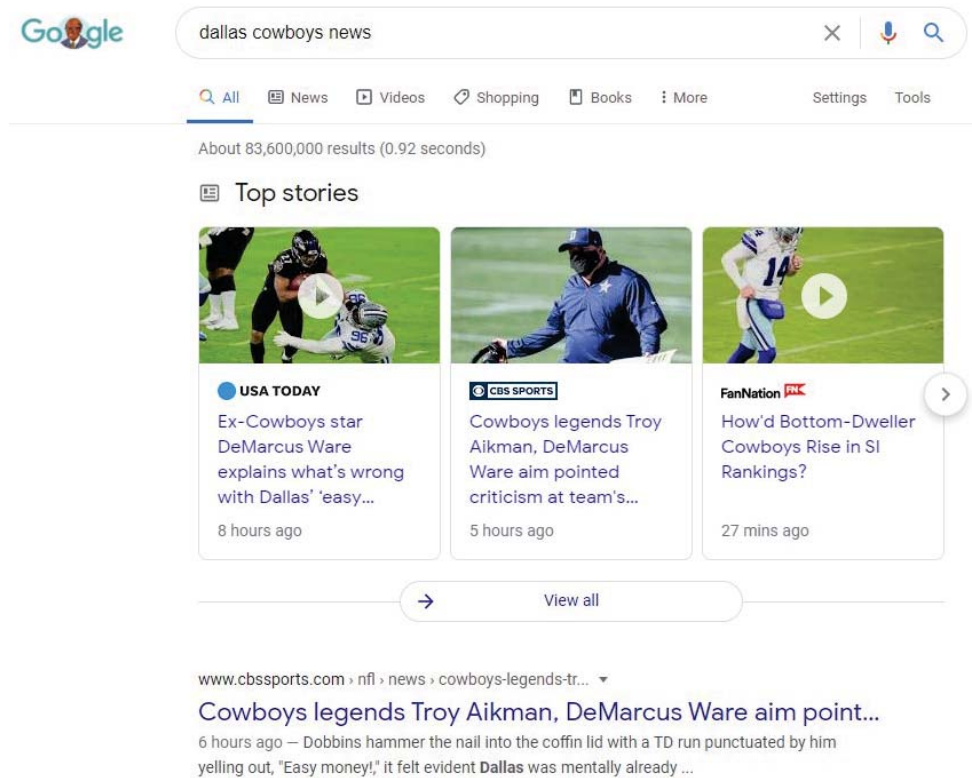 Google
dallas cowboys news
All News Videos Shopping Books More Settings Tools
About 83,600,000 results (0.92 seconds)
Top stories
27
96
14
USA TODAY
Ex-Cowboys star
DeMarcus Ware
explains what's wrong
with Dallas' 'easy...
8 hours ago
CBS SPORTS
Cowboys legends Troy
Aikman, DeMarcus
Ware aim pointed
criticism at team's...
5 hours ago
FanNation FN
How'd Bottom-Dweller
Cowboys Rise in SI
Rankings?
27 mins ago
View all
www.cbssports.com › nfl › news › cowboys-legends-tr...
Cowboys legends Troy Aikman, DeMarcus Ware aim point...
6 hours ago — Dobbins hammer the nail into the coffin lid with a TD run punctuated by him
yelling out, "Easy money!," it felt evident Dallas was mentally already ...